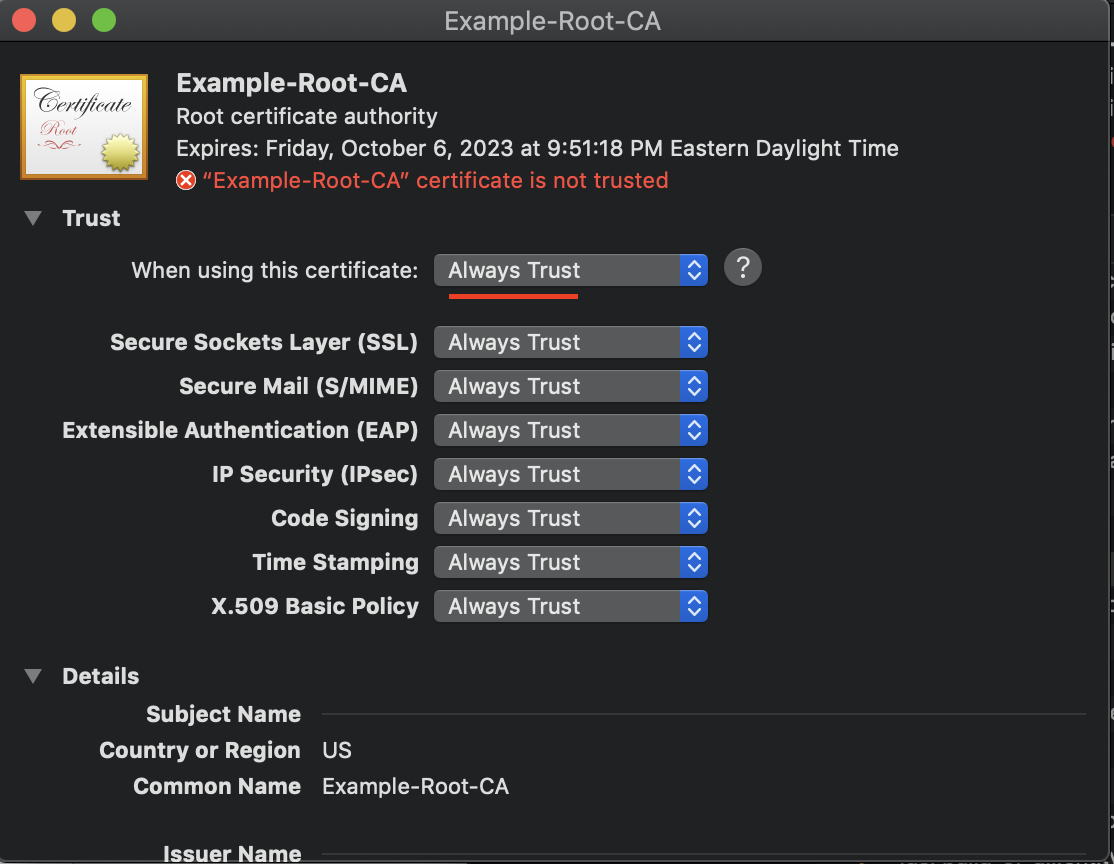 Example-Root-CA
Certificate
Root
Example-Root-CA
Root certificate authority
Expires: Friday, October 6, 2023 at 9:51:18 PM Eastern Daylight Time
“Example-Root-CA” certificate is not trusted
Trust
When using this certificate: Always Trust ?
Secure Sockets Layer (SSL) Always Trust
Secure Mail (S/MIME) Always Trust
Extensible Authentication (EAP) Always Trust
IP Security (IPsec) Always Trust
Code Signing Always Trust
Time Stamping Always Trust
X.509 Basic Policy Always Trust
Details
Subject Name
Country or Region US
Common Name Example-Root-CA
Issuer Name